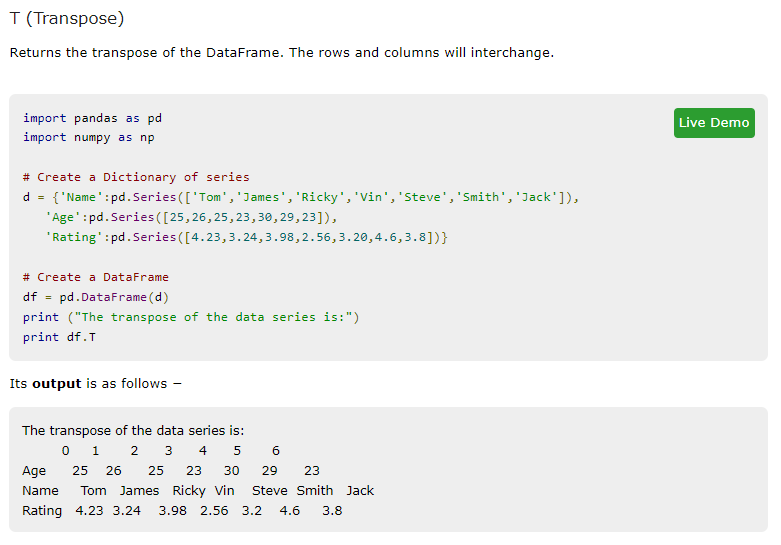 T (Transpose)
Returns the transpose of the DataFrame. The rows and columns will interchange.
Live Demo
import pandas as pd
import numpy as np
# Create a Dictionary of series
d = {'Name':pd.Series(['Tom','James','Ricky','Vin','Steve','Smith','Jack']),
'Age':pd.Series([25,26,25,23,30,29,23]),
'Rating':pd.Series([4.23,3.24,3.98,2.56,3.20,4.6,3.8])}
# Create a DataFrame
df = pd.DataFrame(d)
print ("The transpose of the data series is:")
print df.T
Its output is as follows −
The transpose of the data series is:
0 1 2 3 4 5 6
Age 25 26 25 23 30 29 23
Name Tom James Ricky Vin Steve Smith Jack
Rating 4.23 3.24 3.98 2.56 3.2 4.6 3.8